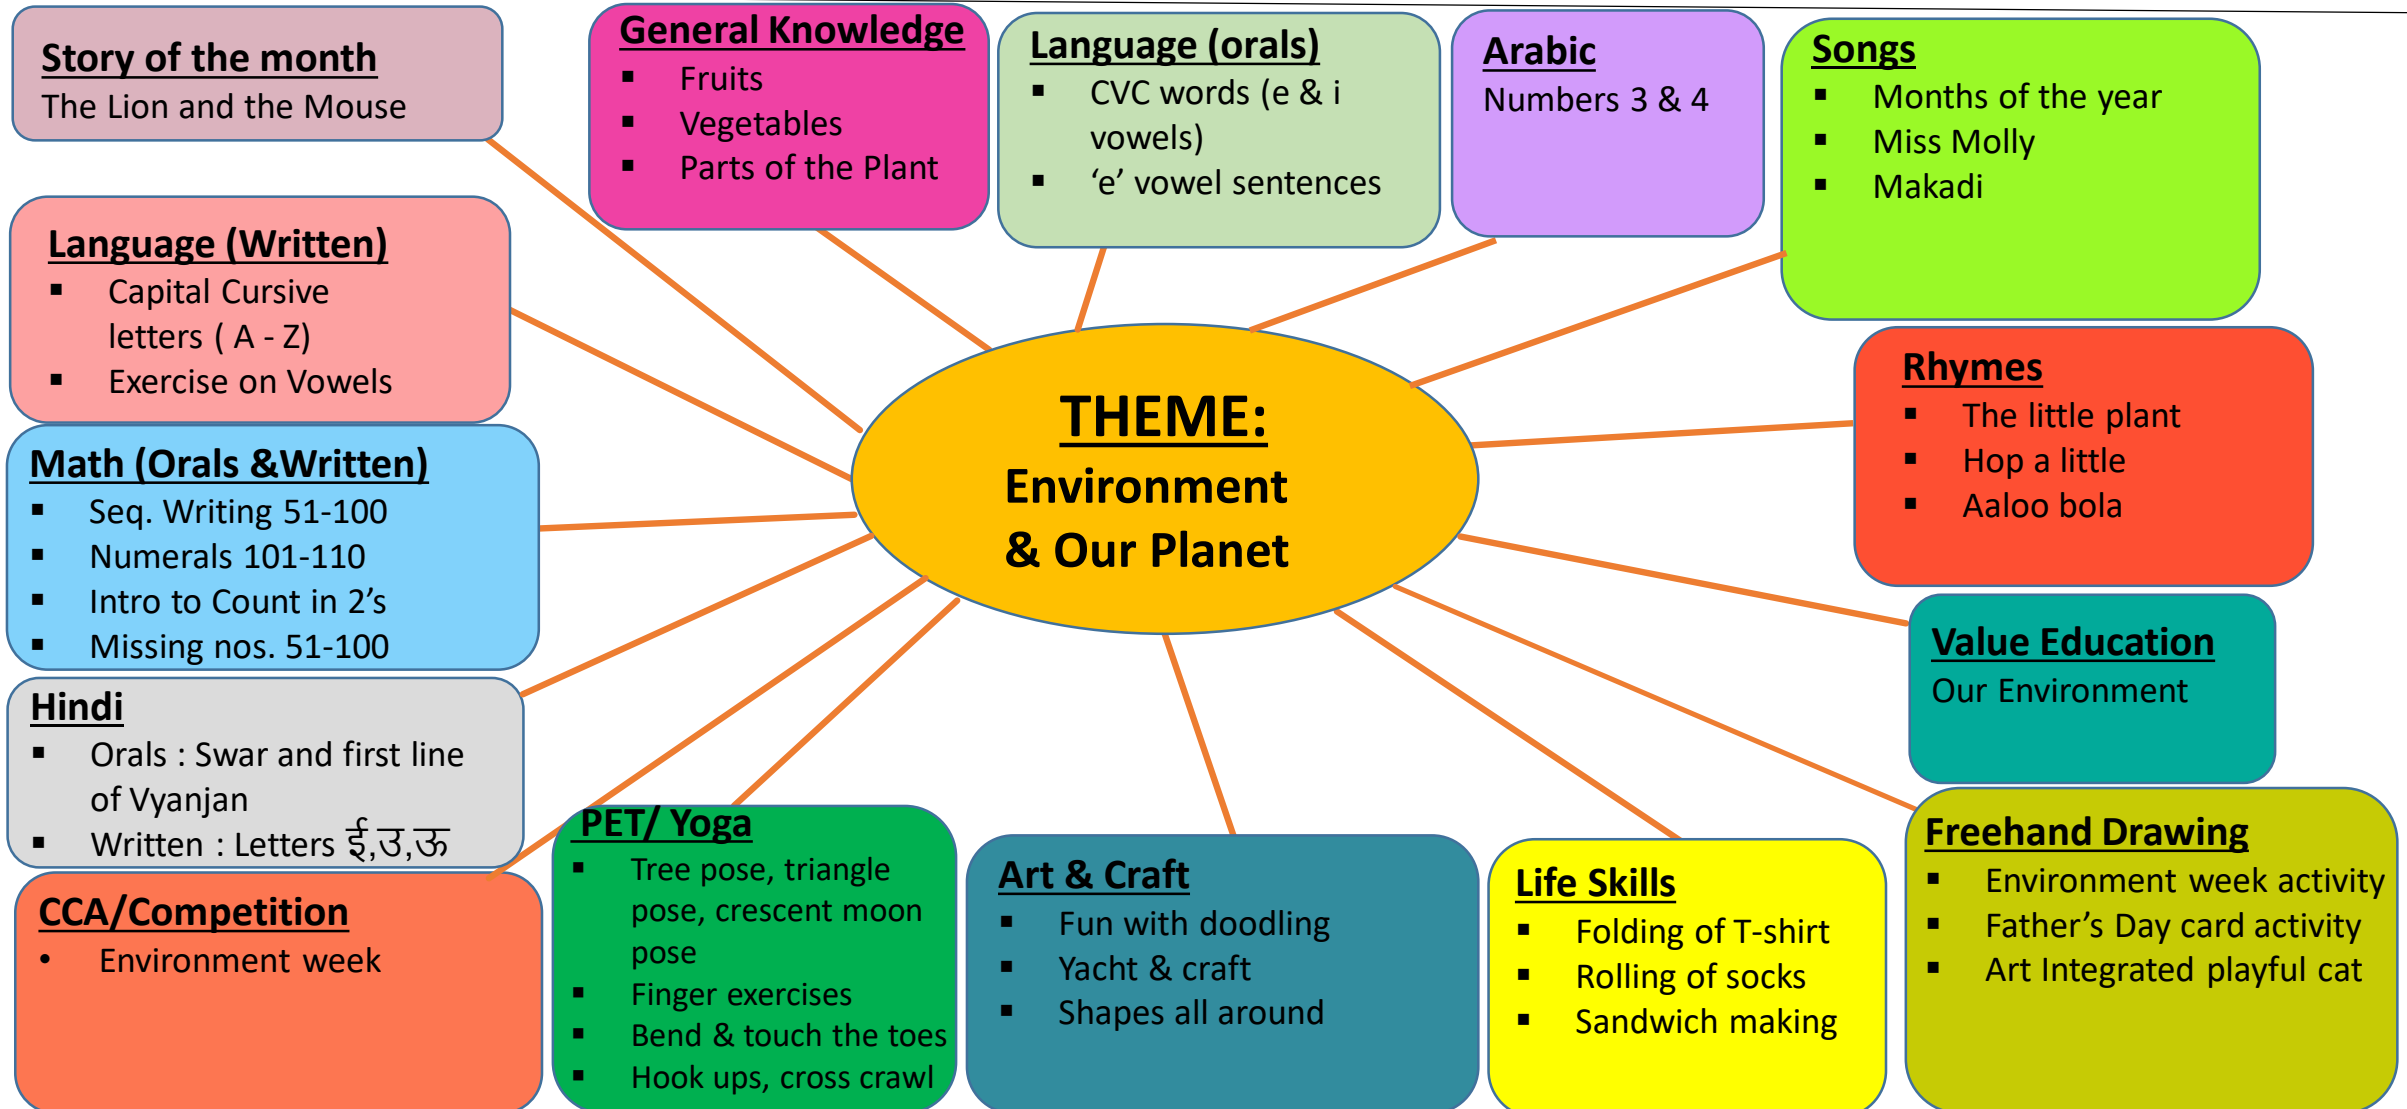 Story of the month
The Lion and the Mouse
General Knowledge
▪ Fruits
▪ Vegetables
▪ Parts of the Plant
Language (orals)
▪ CVC words (e & i
vowels)
▪ ‘e’ vowel sentences
Arabic
Numbers 3 & 4
Songs
▪ Months of the year
▪ Miss Molly
▪ Makadi
Language (Written)
▪ Capital Cursive
letters ( A - Z)
▪ Exercise on Vowels
THEME:
Environment
& Our Planet
Rhymes
▪ The little plant
▪ Hop a little
▪ Aaloo bola
Math (Orals &Written)
▪ Seq. Writing 51-100
▪ Numerals 101-110
▪ Intro to Count in 2’s
▪ Missing nos. 51-100
Value Education
Our Environment
Hindi
▪ Orals : Swar and first line
of Vyanjan
▪ Written : Letters ई,उ,ऊ
CCA/Competition
• Environment week
PET/ Yoga
▪ Tree pose, triangle
pose, crescent moon
pose
▪ Finger exercises
▪ Bend & touch the toes
▪ Hook ups, cross crawl
Art & Craft
▪ Fun with doodling
▪ Yacht & craft
▪ Shapes all around
Life Skills
▪ Folding of T-shirt
▪ Rolling of socks
▪ Sandwich making
Freehand Drawing
▪ Environment week activity
▪ Father’s Day card activity
▪ Art Integrated playful cat